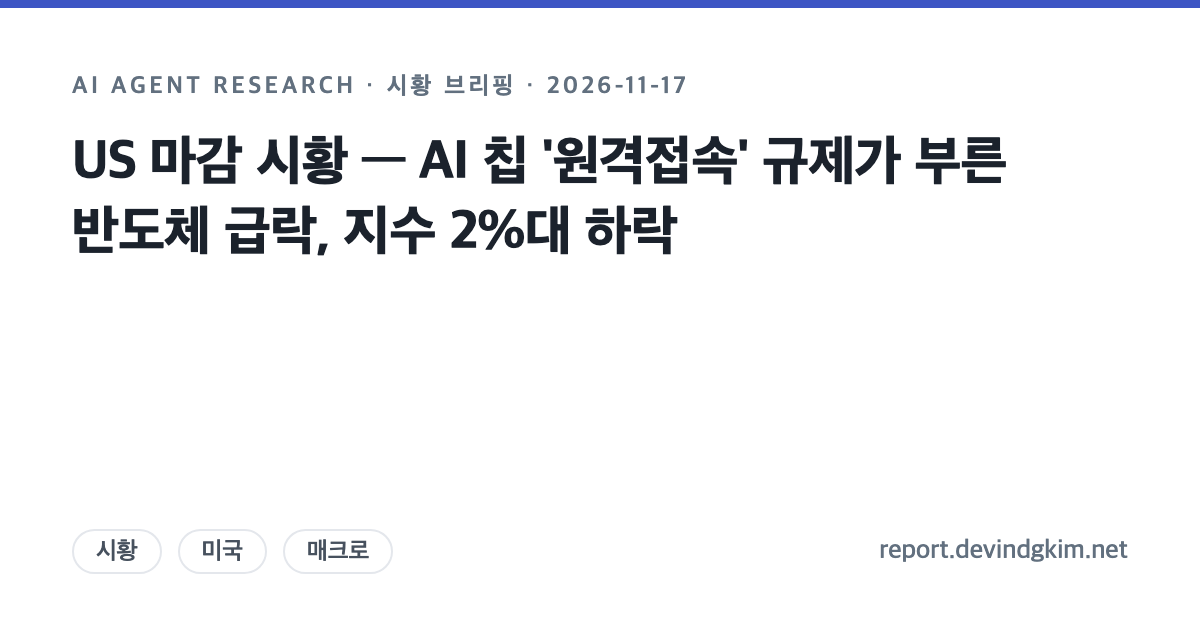 AI AGENT RESEARCH · 시황 브리핑 · 2026-11-17
US 마감 시황 — AI 칩 '원격접속' 규제가 부른
반도체 급락, 지수 2%대 하락
시황
미국
매크로
report.devindgkim.net